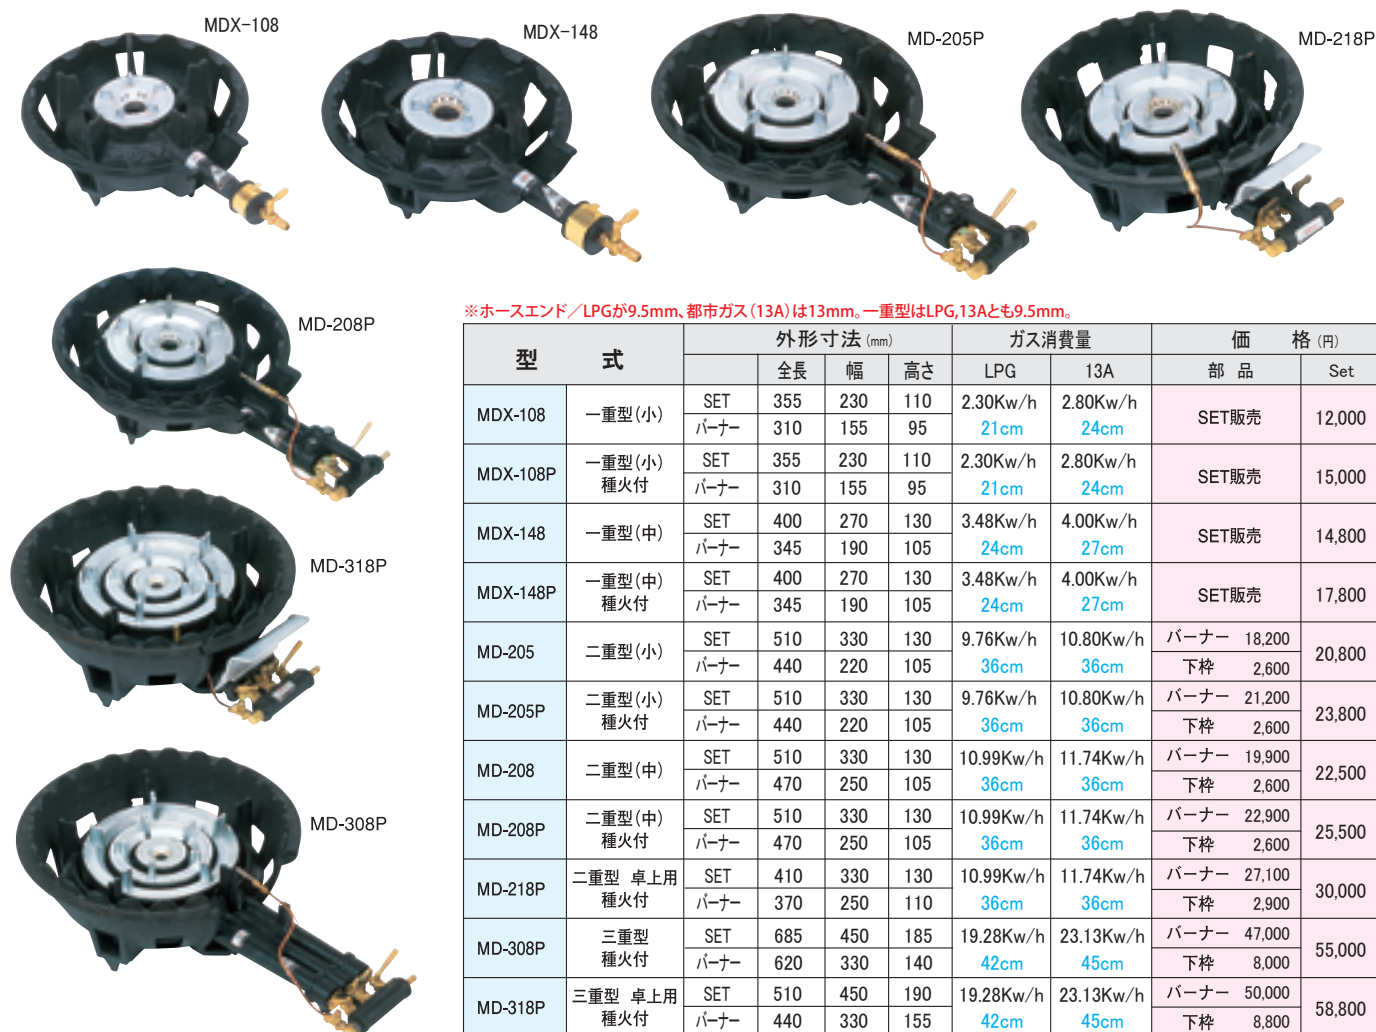 MDX-108
MDX-148
MD-205P
MD-218P
MD-208P
MD-318P
MD-308P
※ホースエンド／LPGが9.5mm、都市ガス(13A)は13mm。一重型はLPG,13Aとも9.5mm。
型 式 外形寸法(mm) ガス消費量 価 格(円)
全長 幅 高さ LPG 13A 部品 Set
MDX-108 一重型(小) SET 355 230 110 2.30Kw/h 2.80Kw/h SET販売 12,000
バーナー 310 155 95 21cm 24cm
MDX-108P 一重型(小) 種火付 SET 355 230 110 2.30Kw/h 2.80Kw/h SET販売 15,000
バーナー 310 155 95 21cm 24cm
MDX-148 一重型(中) SET 400 270 130 3.48Kw/h 4.00Kw/h SET販売 14,800
バーナー 345 190 105 24cm 27cm
MDX-148P 一重型(中) 種火付 SET 400 270 130 3.48Kw/h 4.00Kw/h SET販売 17,800
バーナー 345 190 105 24cm 27cm
MD-205 二重型(小) SET 510 330 130 9.76Kw/h 10.80Kw/h バーナー 18,200 20,800
バーナー 440 220 105 36cm 36cm 下枠 2,600
MD-205P 二重型(小) 種火付 SET 510 330 130 9.76Kw/h 10.80Kw/h バーナー 21,200 23,800
バーナー 440 220 105 36cm 36cm 下枠 2,600
MD-208 二重型(中) SET 510 330 130 10.99Kw/h 11.74Kw/h バーナー 19,900 22,500
バーナー 470 250 105 36cm 36cm 下枠 2,600
MD-208P 二重型(中) 種火付 SET 510 330 130 10.99Kw/h 11.74Kw/h バーナー 22,900 25,500
バーナー 470 250 105 36cm 36cm 下枠 2,600
MD-218P 二重型 卓上用 種火付 SET 410 330 130 10.99Kw/h 11.74Kw/h バーナー 27,100 30,000
バーナー 370 250 110 36cm 36cm 下枠 2,900
MD-308P 三重型 種火付 SET 685 450 185 19.28Kw/h 23.13Kw/h バーナー 47,000 55,000
バーナー 620 330 140 42cm 45cm 下枠 8,000
MD-318P 三重型 卓上用 種火付 SET 510 450 190 19.28Kw/h 23.13Kw/h バーナー 50,000 58,800
バーナー 440 330 155 42cm 45cm 下枠 8,800